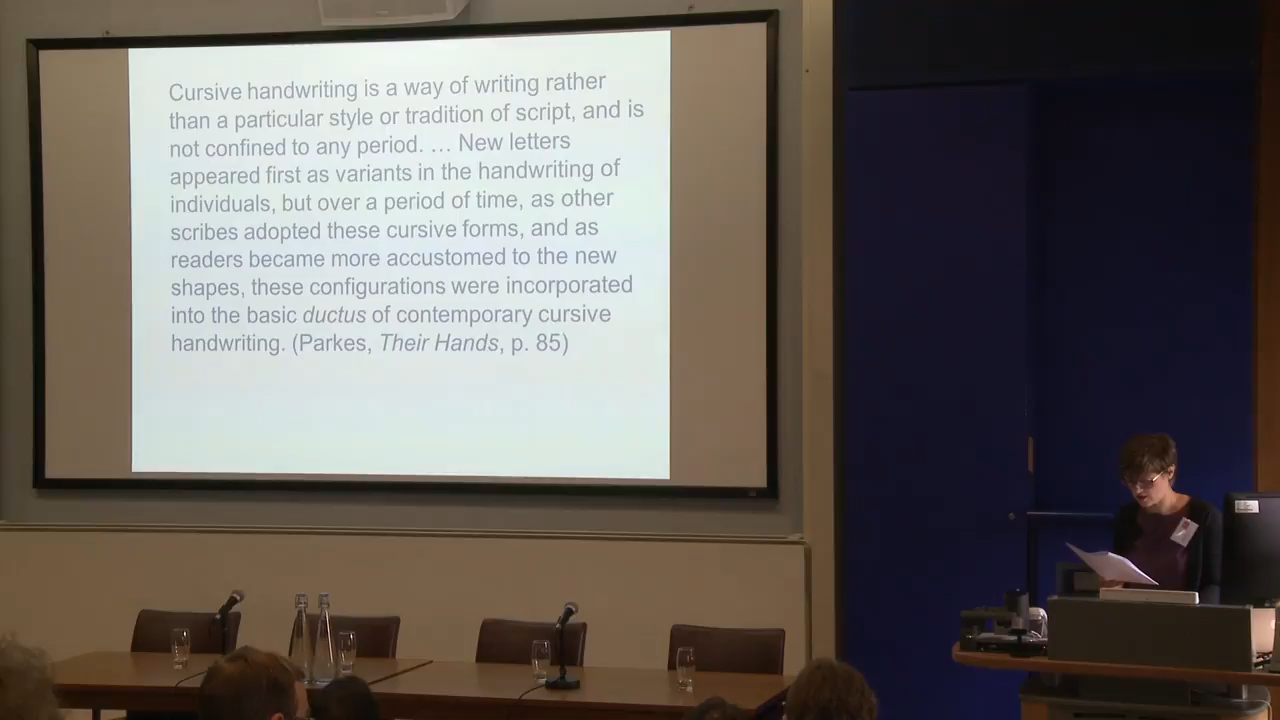 Cursive handwriting is a way of writing rather
than a particular style or tradition of script, and is
not confined to any period. … New letters
appeared first as variants in the handwriting of
individuals, but over a period of time, as other
scribes adopted these cursive forms, and as
readers became more accustomed to the new
shapes, these configurations were incorporated
into the basic ductus of contemporary cursive
handwriting. (Parkes, Their Hands, p. 85)